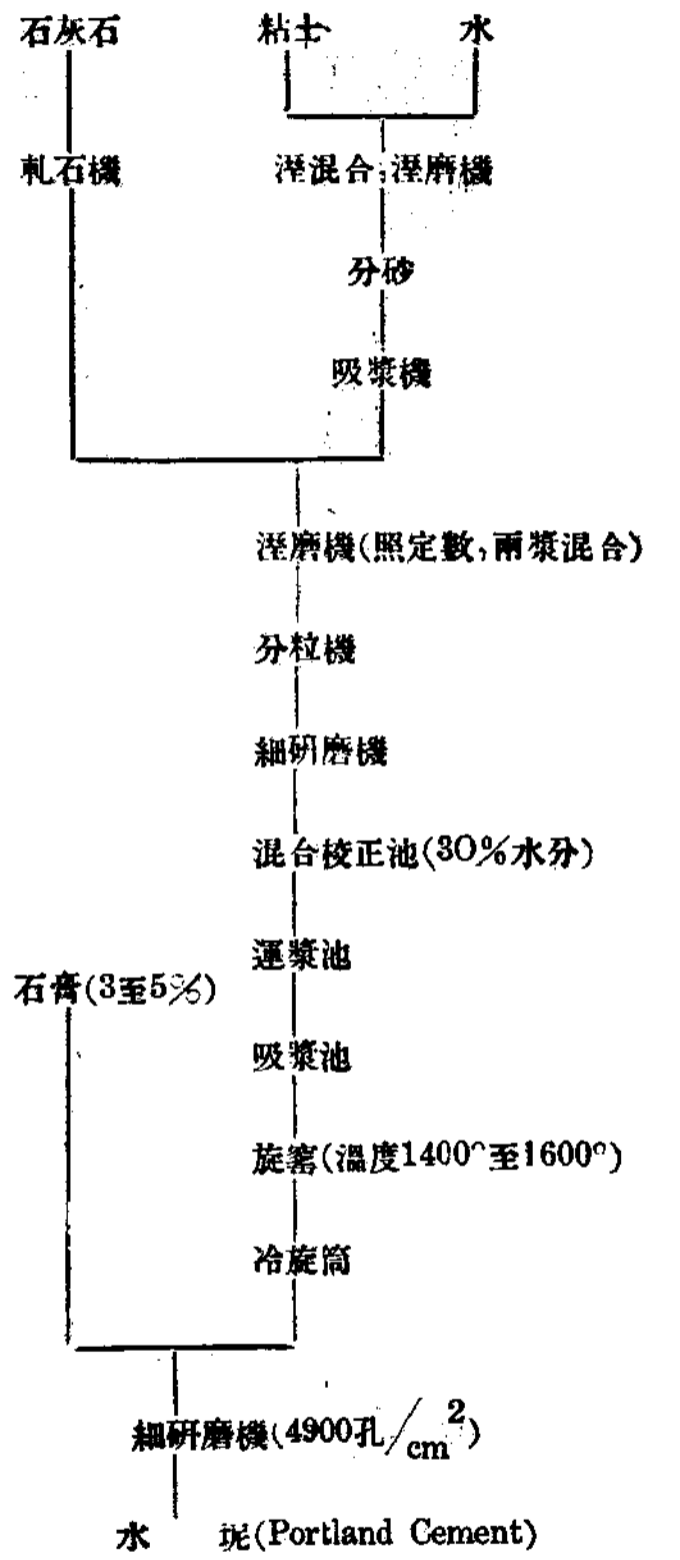 石灰石 粘土 水
軋石機 溼混合,溼磨機
分砂
吸漿機
溼磨機(照定數,兩漿混合)
分粒機
細研磨機
混合校正池(30%水分)
運漿池
石膏(3至5%)
吸漿池
旋窰(溫度1400°至1600°)
冷旋筒
細研磨機(4900孔/cm²)
水 坭(Portland Cement)